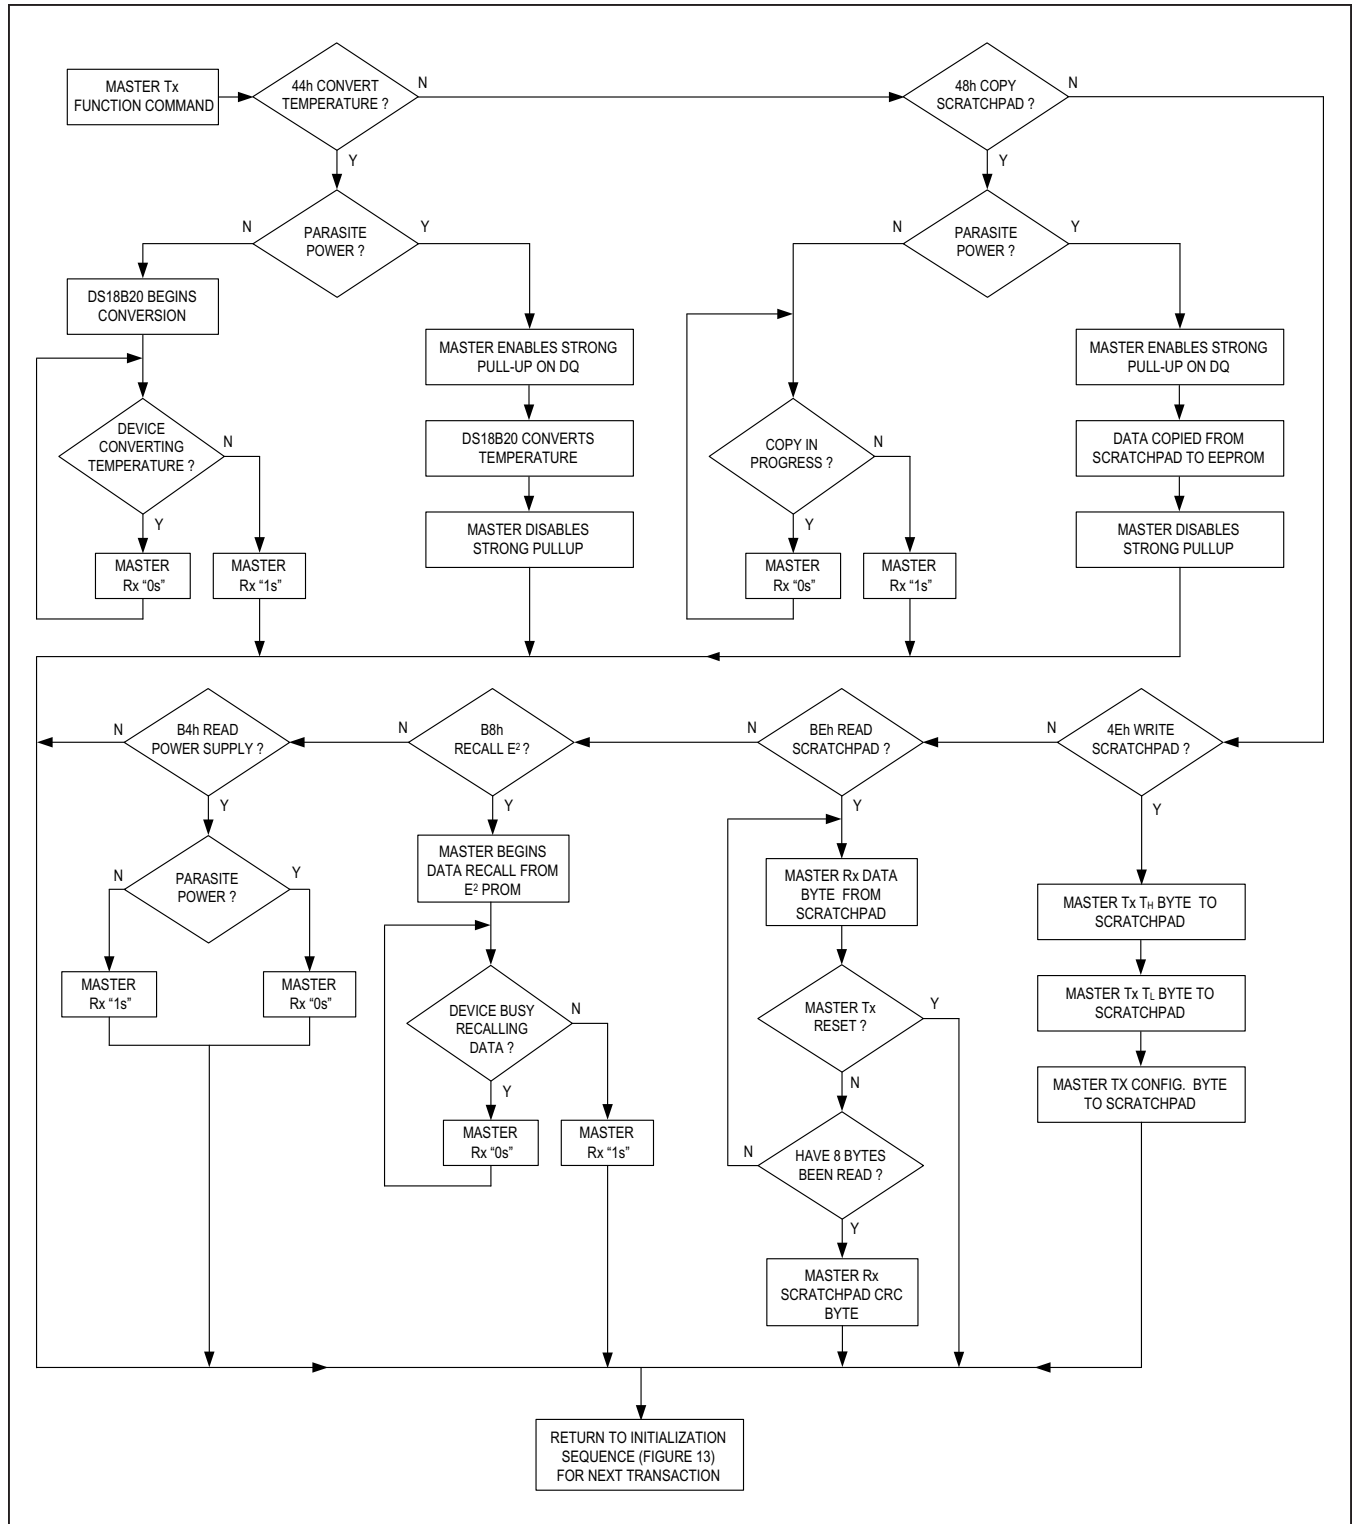 MASTER Tx
FUNCTION COMMAND
44h CONVERT
TEMPERATURE ?
N
Y
48h COPY
SCRATCHPAD ?
N
Y
PARASITE
POWER ?
N
Y
PARASITE
POWER ?
N
Y
DS18B20 BEGINS
CONVERSION
MASTER ENABLES STRONG
PULL-UP ON DQ
MASTER ENABLES STRONG
PULL-UP ON DQ
DEVICE
CONVERTING
TEMPERATURE ?
N
Y
DS18B20 CONVERTS
TEMPERATURE
COPY IN
PROGRESS ?
N
Y
DATA COPIED FROM
SCRATCHPAD TO EEPROM
MASTER
Rx “0s”
MASTER
Rx “1s”
MASTER DISABLES
STRONG PULLUP
MASTER
Rx “0s”
MASTER
Rx “1s”
MASTER DISABLES
STRONG PULLUP
N
B4h READ
POWER SUPPLY ?
Y
N
B8h
RECALL E² ?
Y
N
BEh READ
SCRATCHPAD ?
Y
N
4Eh WRITE
SCRATCHPAD ?
Y
N
PARASITE
POWER ?
Y
MASTER BEGINS
DATA RECALL FROM
E² PROM
MASTER Rx DATA
BYTE FROM
SCRATCHPAD
MASTER Tx T_H BYTE TO
SCRATCHPAD
MASTER
Rx “1s”
MASTER
Rx “0s”
DEVICE BUSY
RECALLING
DATA ?
N
Y
MASTER Tx
RESET ?
Y
N
MASTER Tx T_L BYTE TO
SCRATCHPAD
MASTER TX CONFIG. BYTE
TO SCRATCHPAD
MASTER
Rx “0s”
MASTER
Rx “1s”
N
HAVE 8 BYTES
BEEN READ ?
Y
MASTER Rx
SCRATCHPAD CRC
BYTE
RETURN TO INITIALIZATION
SEQUENCE (FIGURE 13)
FOR NEXT TRANSACTION